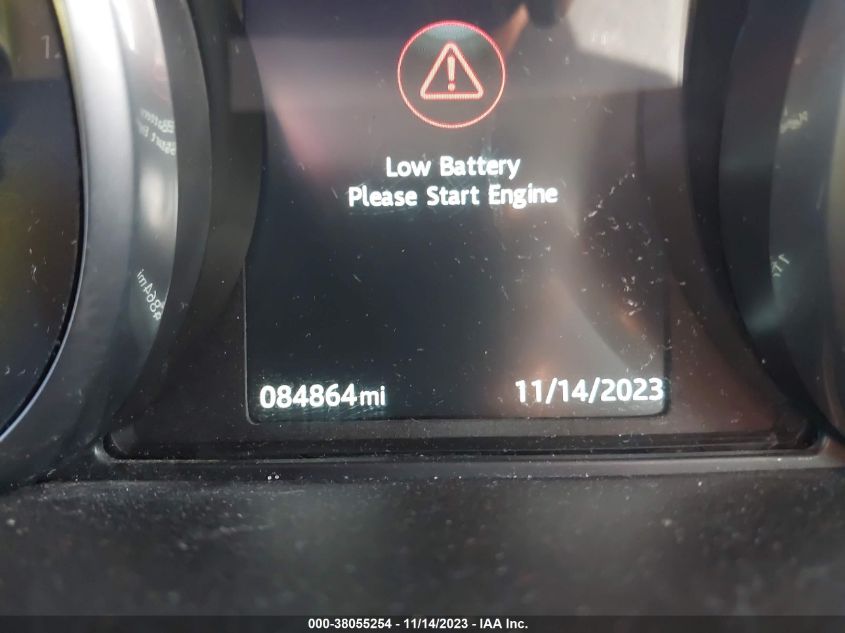 Low Battery
Please Start Engine
084864mi 11/14/2023
000-38055254 - 11/14/2023 - IAA Inc.